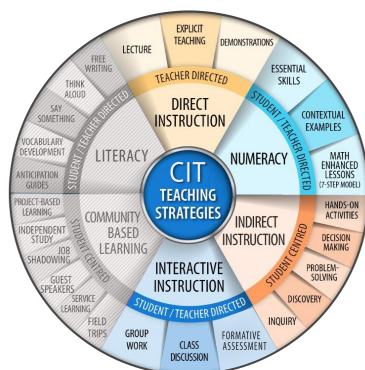 CIT
TEACHING
STRATEGIES
TEACHER DIRECTED
DIRECT
INSTRUCTION
LECTURE
EXPLICIT
TEACHING
DEMONSTRATIONS
STUDENT / TEACHER DIRECTED
NUMERACY
ESSENTIAL
SKILLS
CONTEXTUAL
EXAMPLES
MATH
ENHANCED
LESSONS
(7-STEP MODEL)
STUDENT CENTRED
INDIRECT
INSTRUCTION
HANDS-ON
ACTIVITIES
DECISION
MAKING
PROBLEM-
SOLVING
DISCOVERY
INQUIRY
STUDENT / TEACHER DIRECTED
INTERACTIVE
INSTRUCTION
FORMATIVE
ASSESSMENT
CLASS
DISCUSSION
GROUP
WORK
STUDENT CENTRED
COMMUNITY
BASED
LEARNING
FIELD
TRIPS
SERVICE
LEARNING
GUEST
SPEAKERS
JOB
SHADOWING
INDEPENDENT
STUDY
PROJECT-BASED
LEARNING
STUDENT / TEACHER DIRECTED
LITERACY
ANTICIPATION
GUIDES
VOCABULARY
DEVELOPMENT
SAY
SOMETHING
THINK
ALOUD
FREE
WRITING